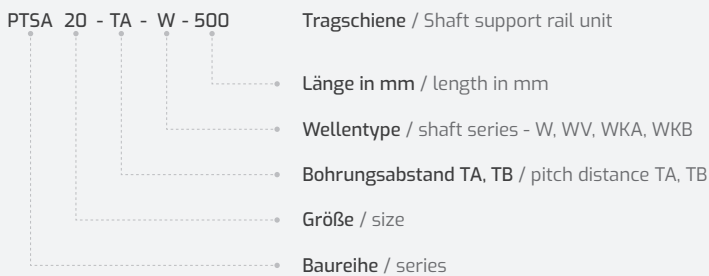 PTSA 20 - TA - W - 500 Tragschiene / Shaft support rail unit
Länge in mm / length in mm
Wellentype / shaft series - W, WV, WKA, WKB
Bohrungsabstand TA, TB / pitch distance TA, TB
Größe / size
Baureihe / series